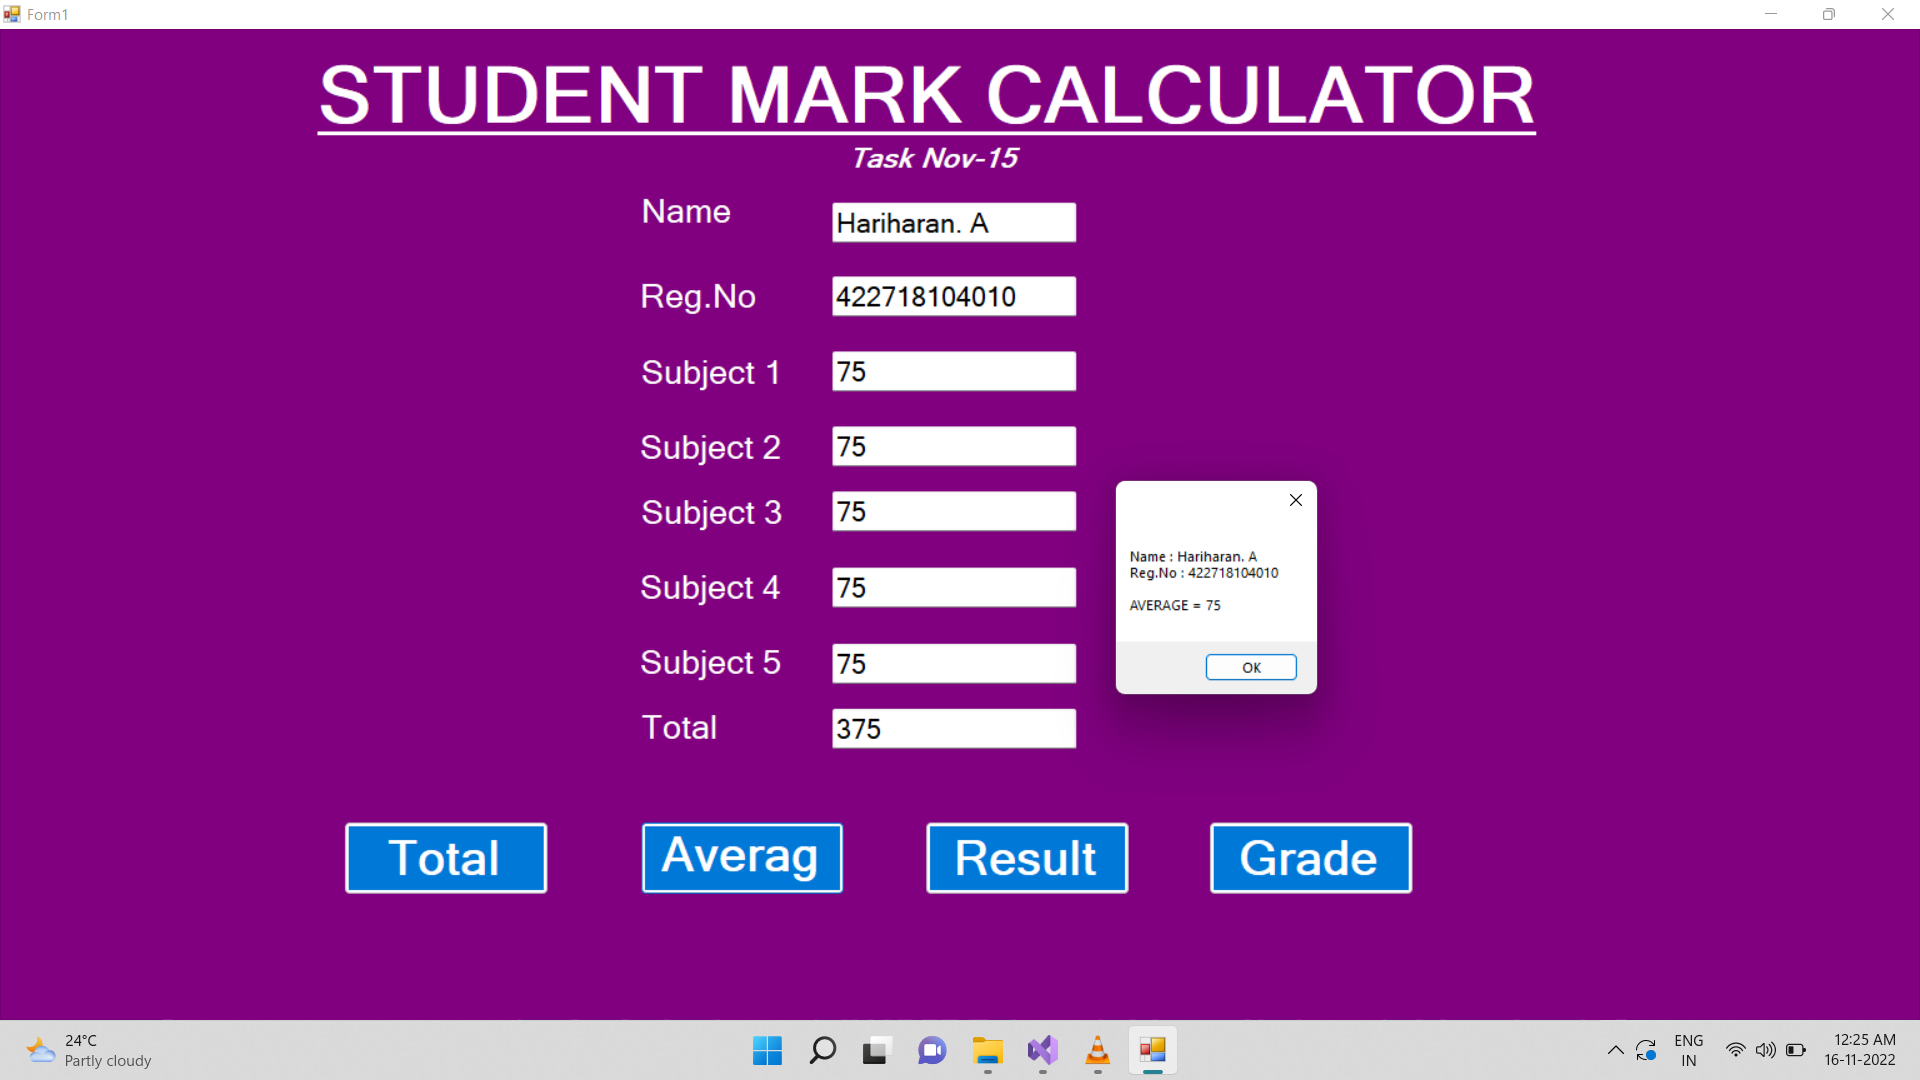 Form1
STUDENT MARK CALCULATOR
Task Nov-15
Name
Hariharan. A
Reg.No
422718104010
Subject 1
75
Subject 2
75
Subject 3
75
Subject 4
75
Subject 5
75
Total
375
Name : Hariharan. A
Reg.No : 422718104010
AVERAGE = 75
OK
Total
Averag
Result
Grade
24°C
Partly cloudy
ENG
IN
12:25 AM
16-11-2022